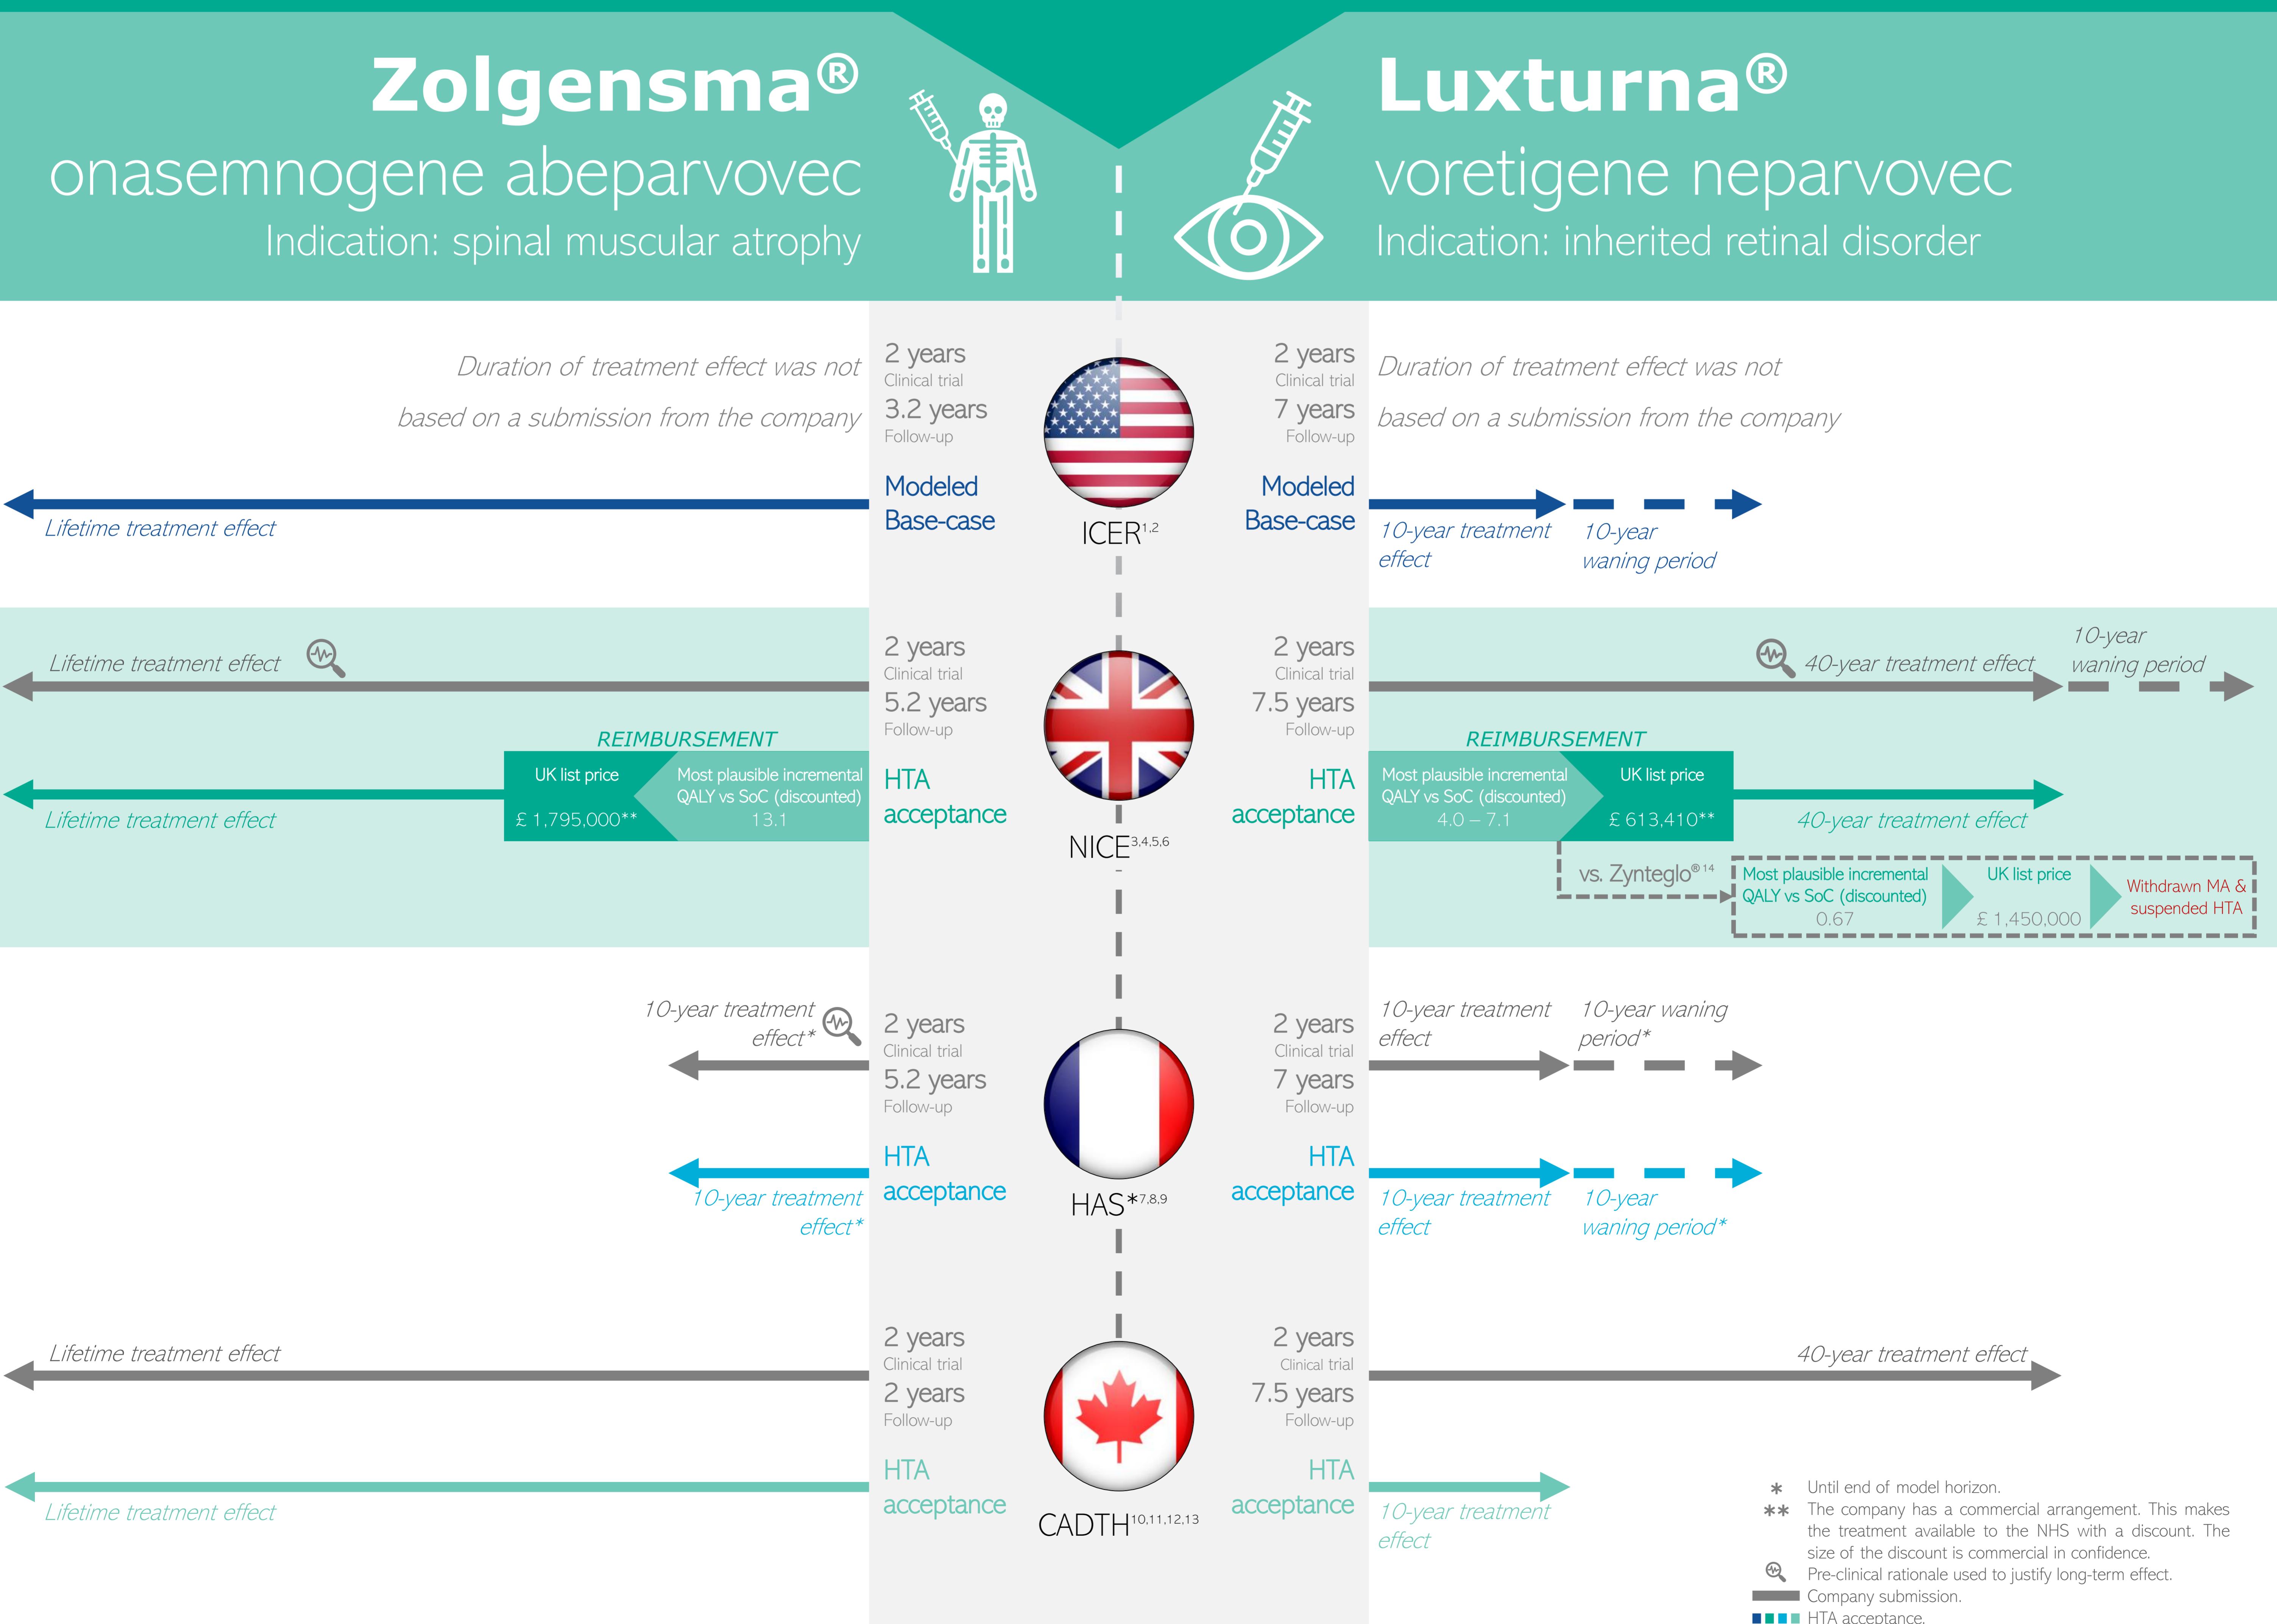 Zolgensma®
onasemnogene abeparvovec
Indication: spinal muscular atrophy
Luxturna®
voretigene neparvovec
Indication: inherited retinal disorder
Duration of treatment effect was not
based on a submission from the company
2 years
Clinical trial
3.2 years
Follow-up
Modeled
Base-case
Lifetime treatment effect
ICER1,2
2 years
Clinical trial
7 years
Follow-up
Modeled
Base-case
Duration of treatment effect was not
based on a submission from the company
10-year treatment
effect
10-year
waning period
Lifetime treatment effect
2 years
Clinical trial
5.2 years
Follow-up
REIMBURSEMENT
UK list price
£ 1,795,000**
Most plausible incremental
QALY vs SoC (discounted)
13.1
HTA
acceptance
Lifetime treatment effect
NICE3,4,5,6
2 years
Clinical trial
7.5 years
Follow-up
HTA
acceptance
40-year treatment effect
10-year
waning period
REIMBURSEMENT
Most plausible incremental
QALY vs SoC (discounted)
4.0 – 7.1
UK list price
£ 613,410**
40-year treatment effect
vs. Zynteglo® 14
Most plausible incremental
QALY vs SoC (discounted)
0.67
UK list price
£ 1,450,000
Withdrawn MA &
suspended HTA
10-year treatment
effect*
2 years
Clinical trial
5.2 years
Follow-up
HTA
acceptance
10-year treatment
effect*
HAS*7,8,9
2 years
Clinical trial
7 years
Follow-up
HTA
acceptance
10-year treatment
effect
10-year waning
period*
10-year treatment
effect
10-year
waning period*
Lifetime treatment effect
2 years
Clinical trial
2 years
Follow-up
HTA
acceptance
Lifetime treatment effect
CADTH10,11,12,13
2 years
Clinical trial
7.5 years
Follow-up
HTA
acceptance
40-year treatment effect
10-year treatment
effect
* Until end of model horizon.
** The company has a commercial arrangement. This makes
the treatment available to the NHS with a discount. The
size of the discount is commercial in confidence.
Pre-clinical rationale used to justify long-term effect.
Company submission.
HTA acceptance.